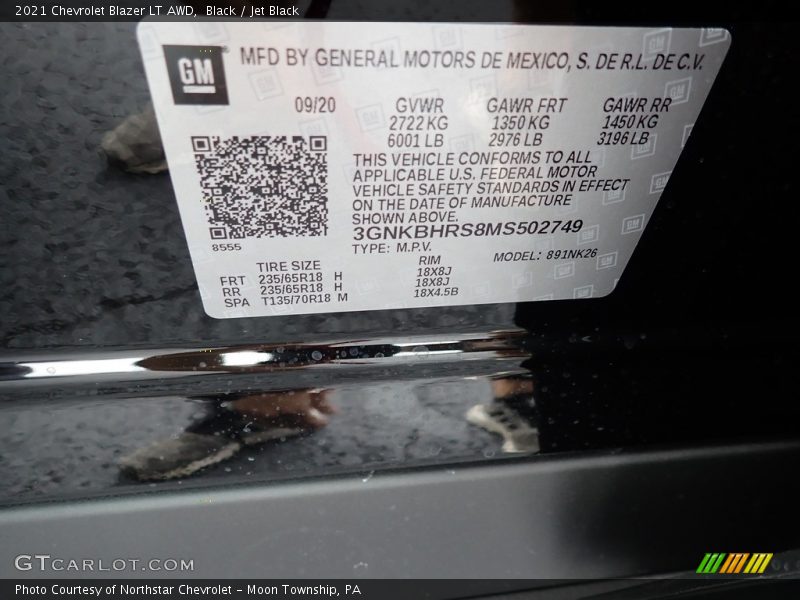 2021 Chevrolet Blazer LT AWD, Black / Jet Black
GM
MFD BY GENERAL MOTORS DE MEXICO, S. DE R.L. DE C.V.
09/20 GVWR GAWR FRT GAWR RR
2722 KG 1350 KG 1450 KG
6001 LB 2976 LB 3196 LB
THIS VEHICLE CONFORMS TO ALL
APPLICABLE U.S. FEDERAL MOTOR
VEHICLE SAFETY STANDARDS IN EFFECT
ON THE DATE OF MANUFACTURE
SHOWN ABOVE.
3GNKBHRS8MS502749
8555
TYPE: M.P.V. MODEL: 891NK26
TIRE SIZE RIM
FRT 235/65R18 H 18X8J
RR 235/65R18 H 18X8J
SPA T135/70R18 M 18X4.5B
GTCARLOT.COM
Photo Courtesy of Northstar Chevrolet - Moon Township, PA